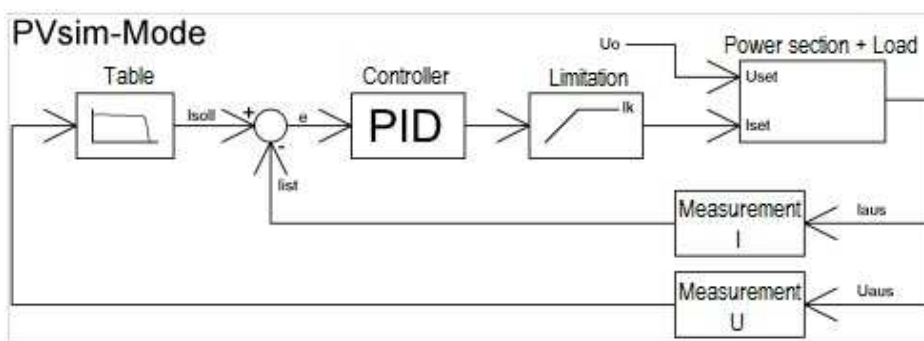 PVsim-Mode
Table
Controller
Limitation
Uo
Power section + Load
Uset
Isoll
+
e
PID
Ik
Iset
-
Iist
Measurement
I
Iaus
Measurement
U
Uaus